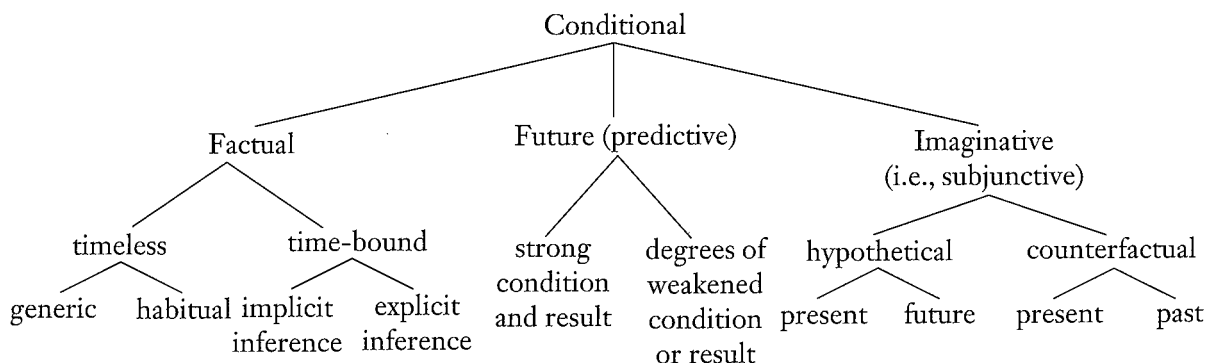 Conditional
Factual
Future (predictive)
Imaginative
(i.e., subjunctive)
timeless
time-bound
strong
condition
and result
degrees of
weakened
condition
or result
hypothetical
counterfactual
generic
habitual
implicit
inference
explicit
inference
present
future
present
past